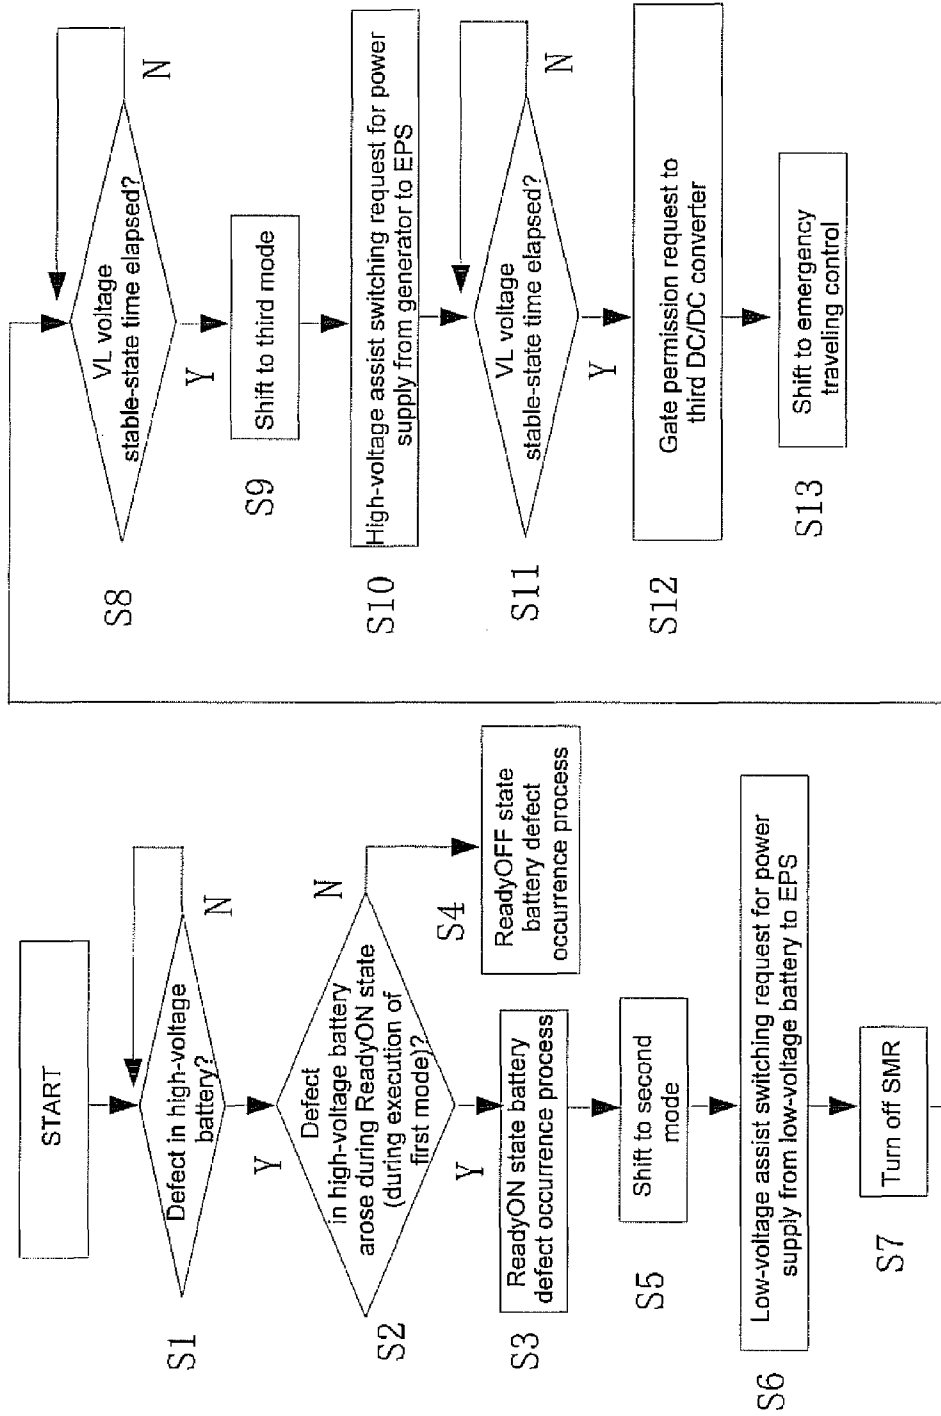 START
S1
Defect in high-voltage
battery?
N
Y
S2
Defect
in high-voltage battery
arose during ReadyON state
(during execution of
first mode)?
N
Y
S3
ReadyON state battery
defect occurrence process
S4
ReadyOFF state
battery defect
occurrence process
S5
Shift to second
mode
S6
Low-voltage assist switching request for power
supply from low-voltage battery to EPS
S7
Turn off SMR
S8
VL voltage
stable-state time elapsed?
N
Y
S9
Shift to third mode
S10
High-voltage assist switching request for power
supply from generator to EPS
S11
VL voltage
stable-state time elapsed?
N
Y
S12
Gate permission request to
third DC/DC converter
S13
Shift to emergency
traveling control